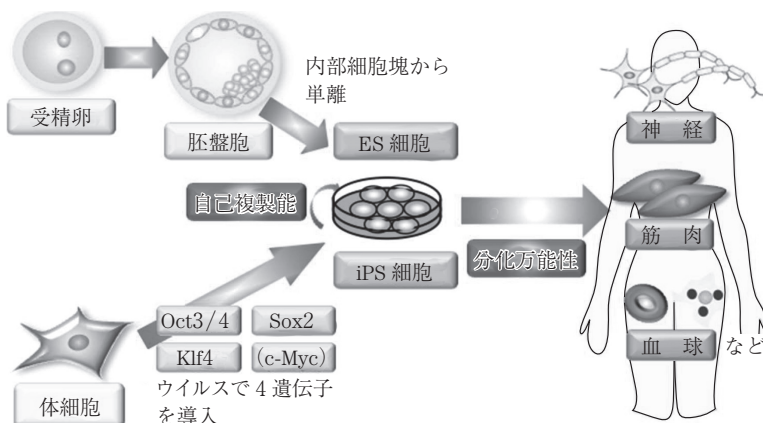 内部細胞塊から
単離
受精卵
胚盤胞
ES 細胞
神 経
自己複製能
iPS 細胞
分化万能性
筋 肉
Oct3/4
Sox2
Klf4
(c-Myc)
ウイルスで 4 遺伝子
を導入
体細胞
血 球 など